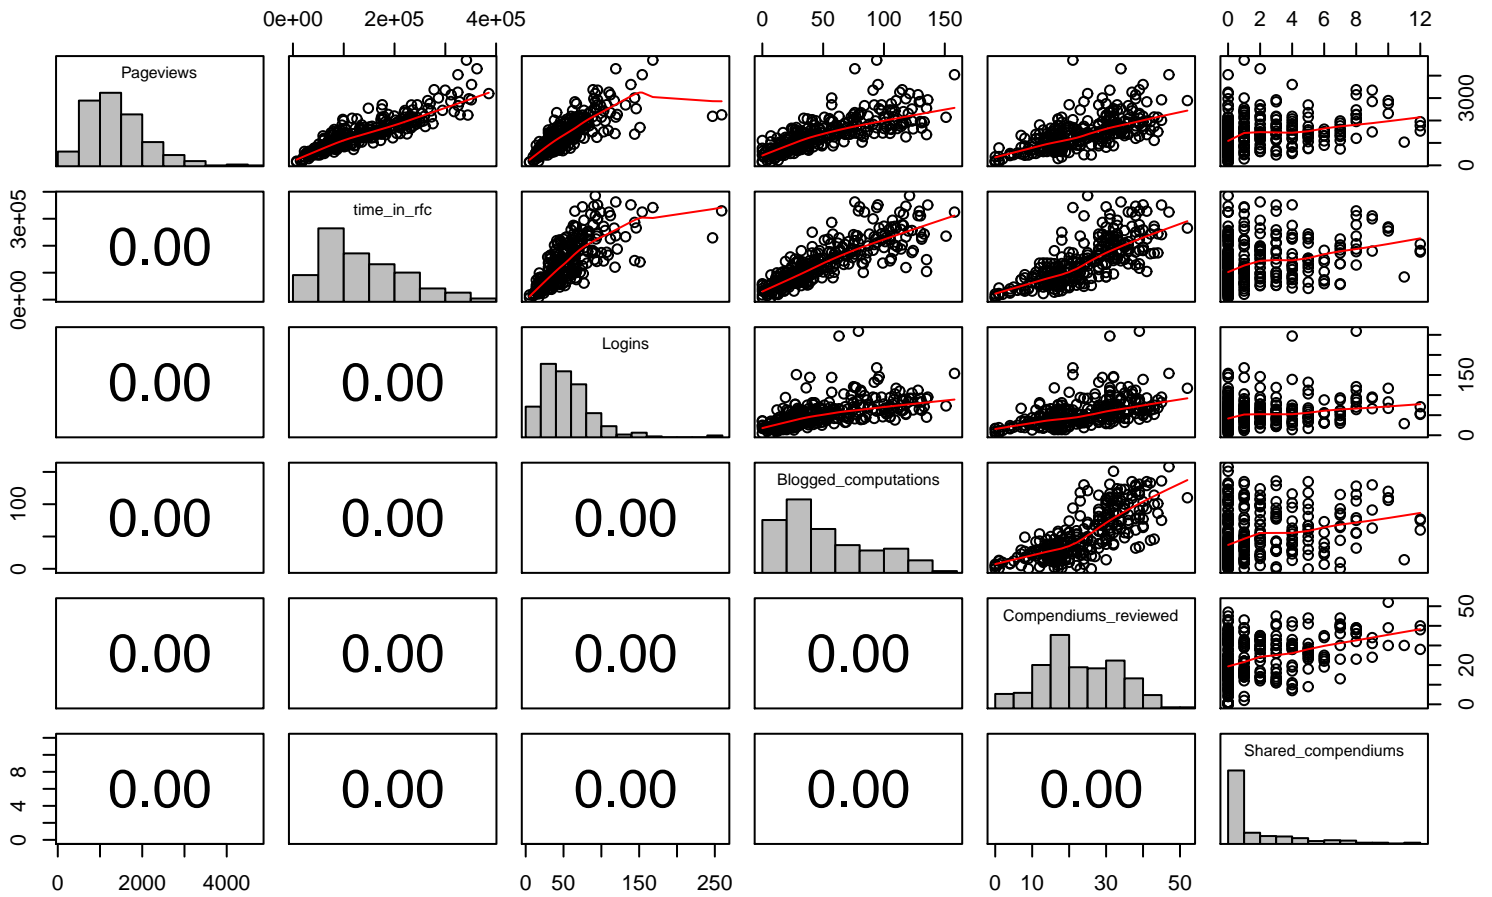 0e+00 2e+05 4e+05 0 50 100 150 0 2 4 6 8 12
Pageviews 0 3000
0e+00 3e+05 0.00 time_in_rfc
0.00 0.00 Logins 0 150
0 100 0.00 0.00 0.00 Blogged_computations
0.00 0.00 0.00 0.00 Compendiums_reviewed 0 20 50
0 4 8 0.00 0.00 0.00 0.00 0.00 Shared_compendiums
0 2000 4000 0 50 150 250 0 10 30 50